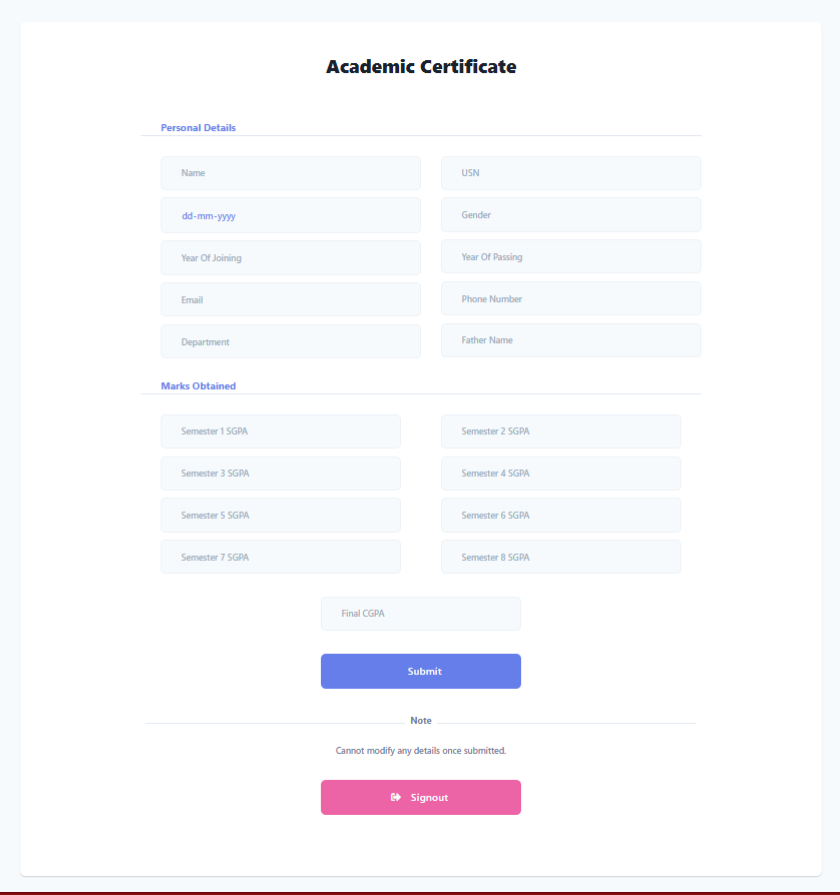 Academic Certificate
Personal Details
Name
USN
dd-mm-yyyy
Gender
Year Of Joining
Year Of Passing
Email
Phone Number
Department
Father Name
Marks Obtained
Semester 1 SGPA
Semester 2 SGPA
Semester 3 SGPA
Semester 4 SGPA
Semester 5 SGPA
Semester 6 SGPA
Semester 7 SGPA
Semester 8 SGPA
Final CGPA
Submit
Note
Cannot modify any details once submitted.
Signout